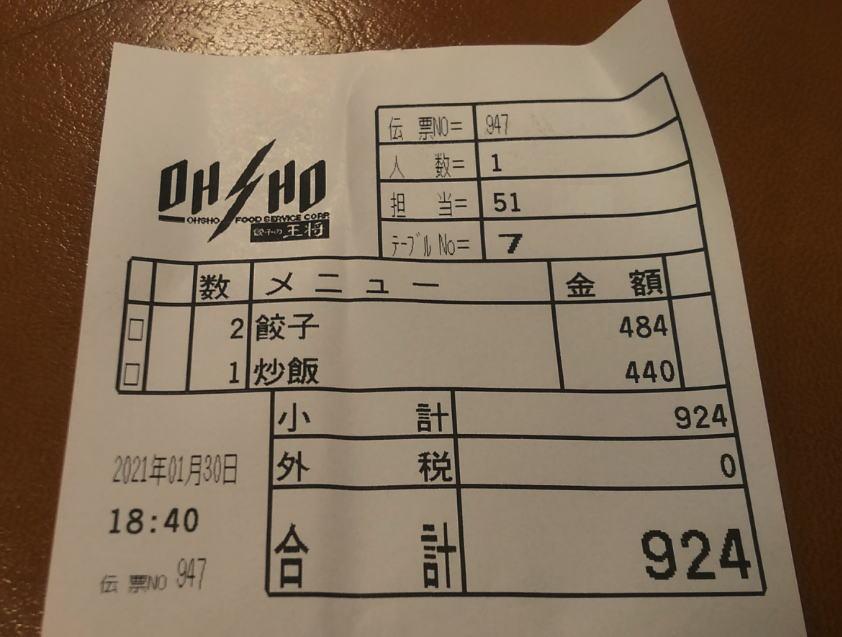 OHSHO
OHSHO FOOD SERVICE CORP.
餃子の王将
伝票NO= 947
人数= 1
担当= 51
テーブルNo= 7
数 メニュー 金額
□ 2 餃子 484
□ 1 炒飯 440
小計 924
外税 0
合計 924
2021年01月30日
18:40
伝票NO 947